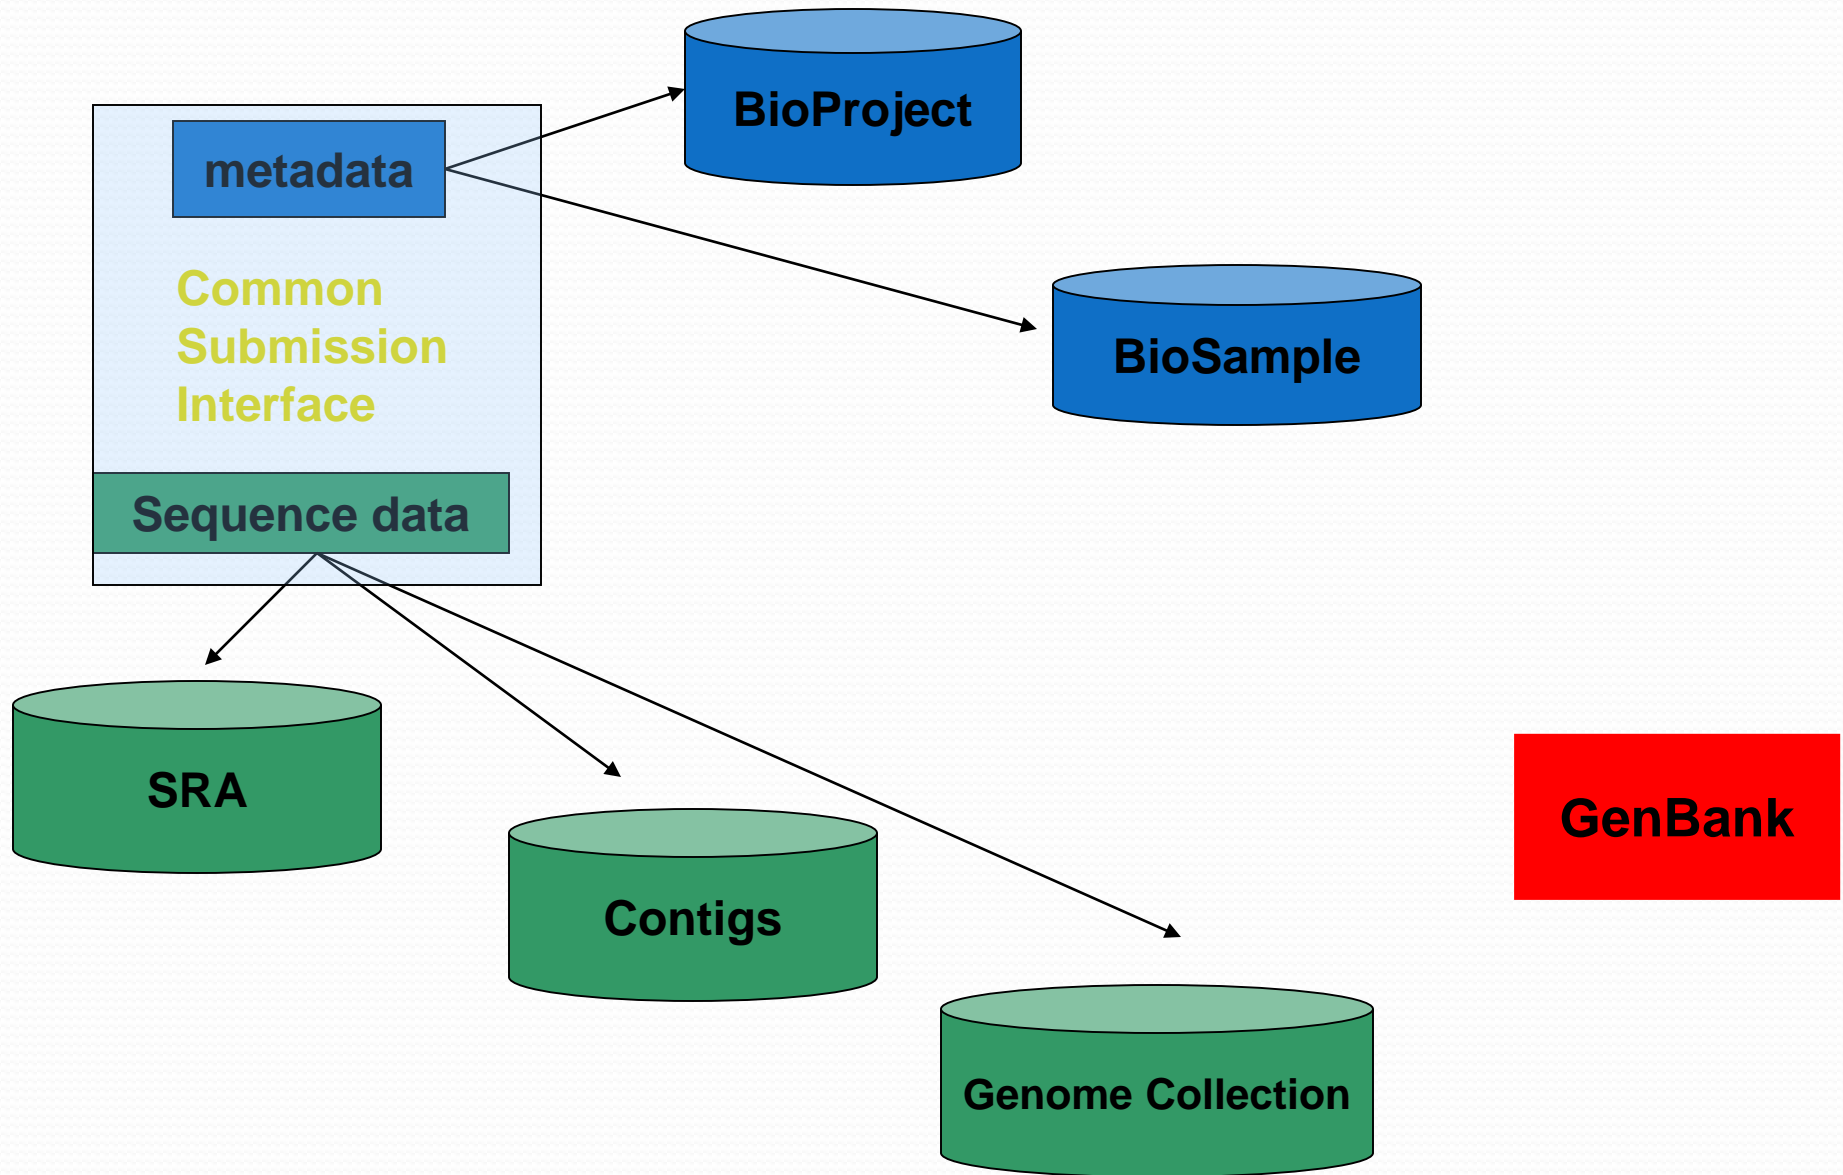 BioProject
metadata
Common
Submission
Interface
BioSample
Sequence data
SRA
GenBank
Contigs
Genome Collection